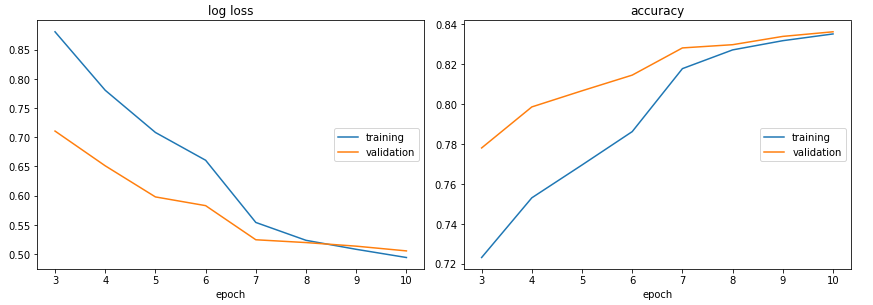 log loss
0.85
0.80
0.75
0.70
0.65
0.60
0.55
0.50
3 4 5 6 7 8 9 10
epoch
training
validation
accuracy
0.84
0.82
0.80
0.78
0.76
0.74
0.72
3 4 5 6 7 8 9 10
epoch
training
validation